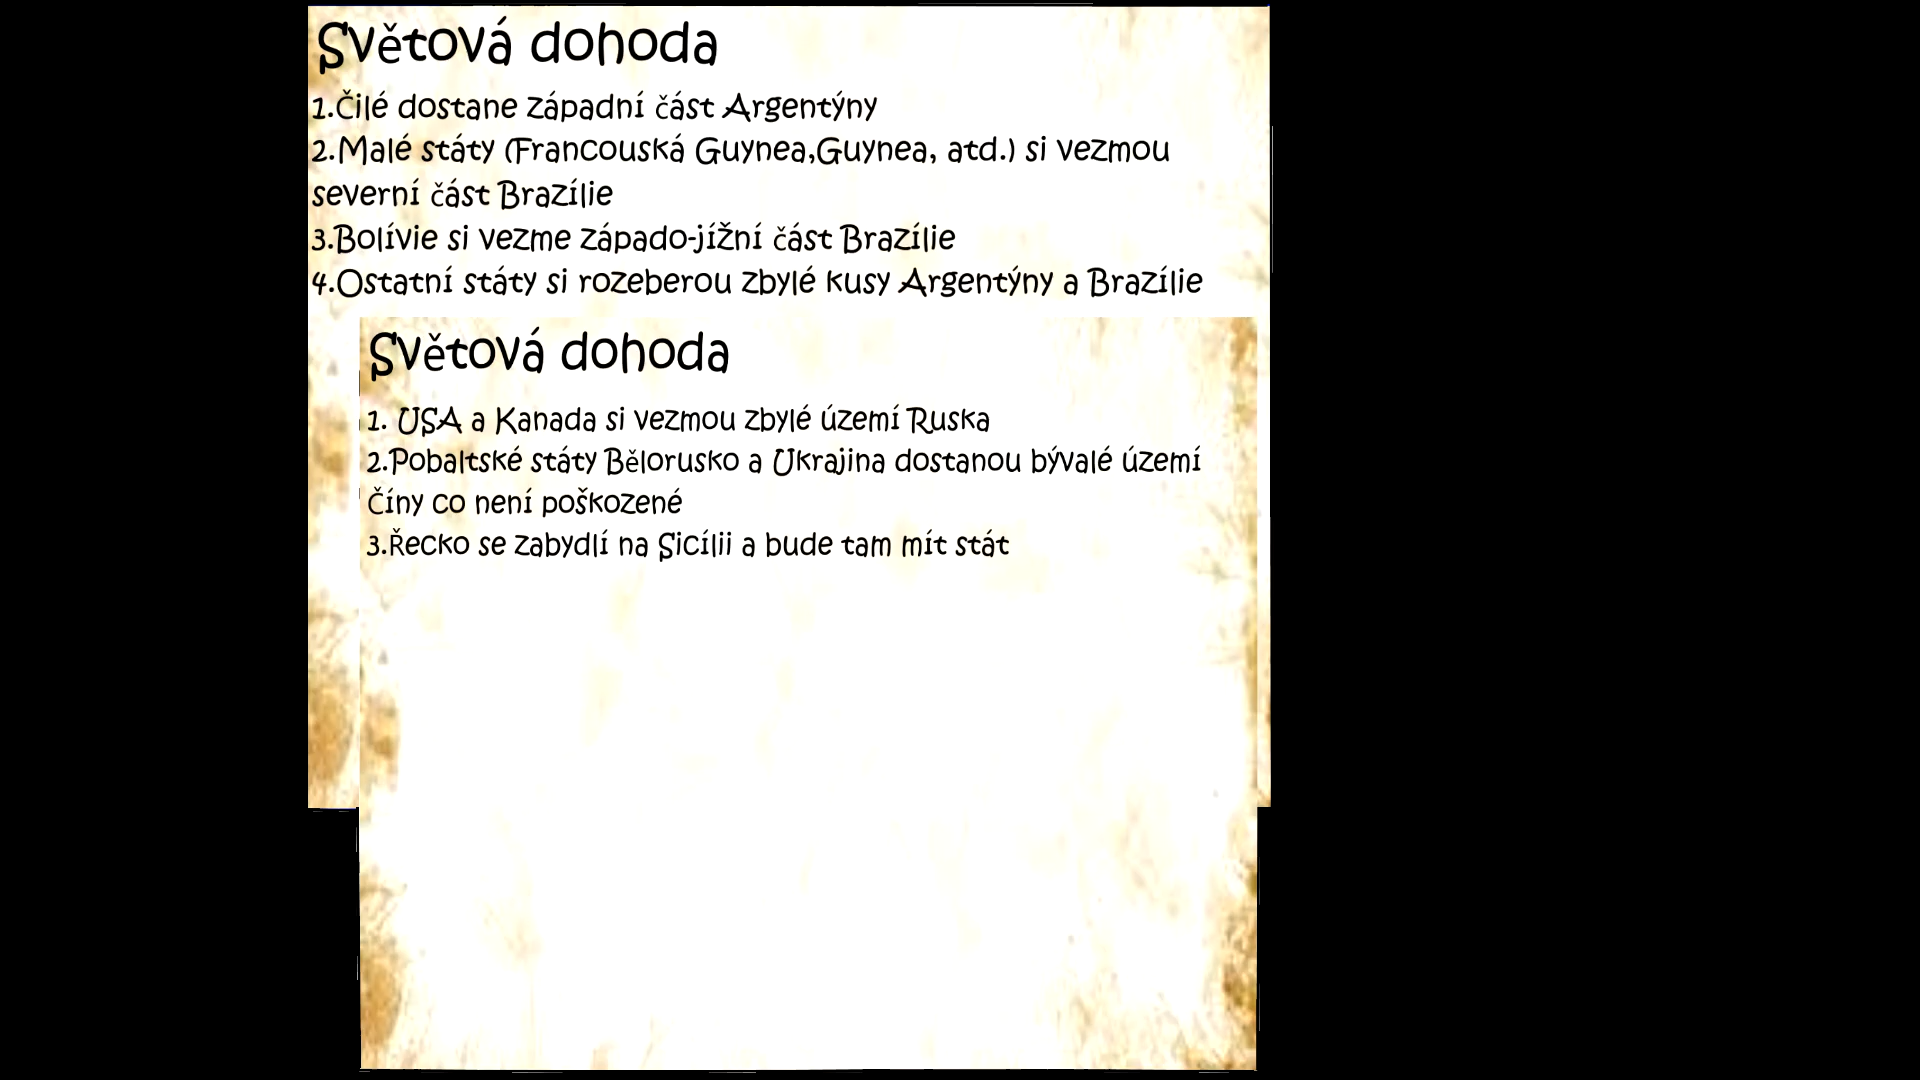 Světová dohoda
1.Čilé dostane západní část Argentýny
2.Malé státy (Francouská Guynea,Guynea, atd.) si vezmou
severní část Brazílie
3.Bolívie si vezme západo-jížní část Brazílie
4.Ostatní státy si rozeberou zbylé kusy Argentýny a Brazílie
Světová dohoda
1. USA a Kanada si vezmou zbylé území Ruska
2.Pobaltské státy Bělorusko a Ukrajina dostanou bývalé území
Číny co není poškozené
3.Řecko se zabydlí na Sicílii a bude tam mít stát